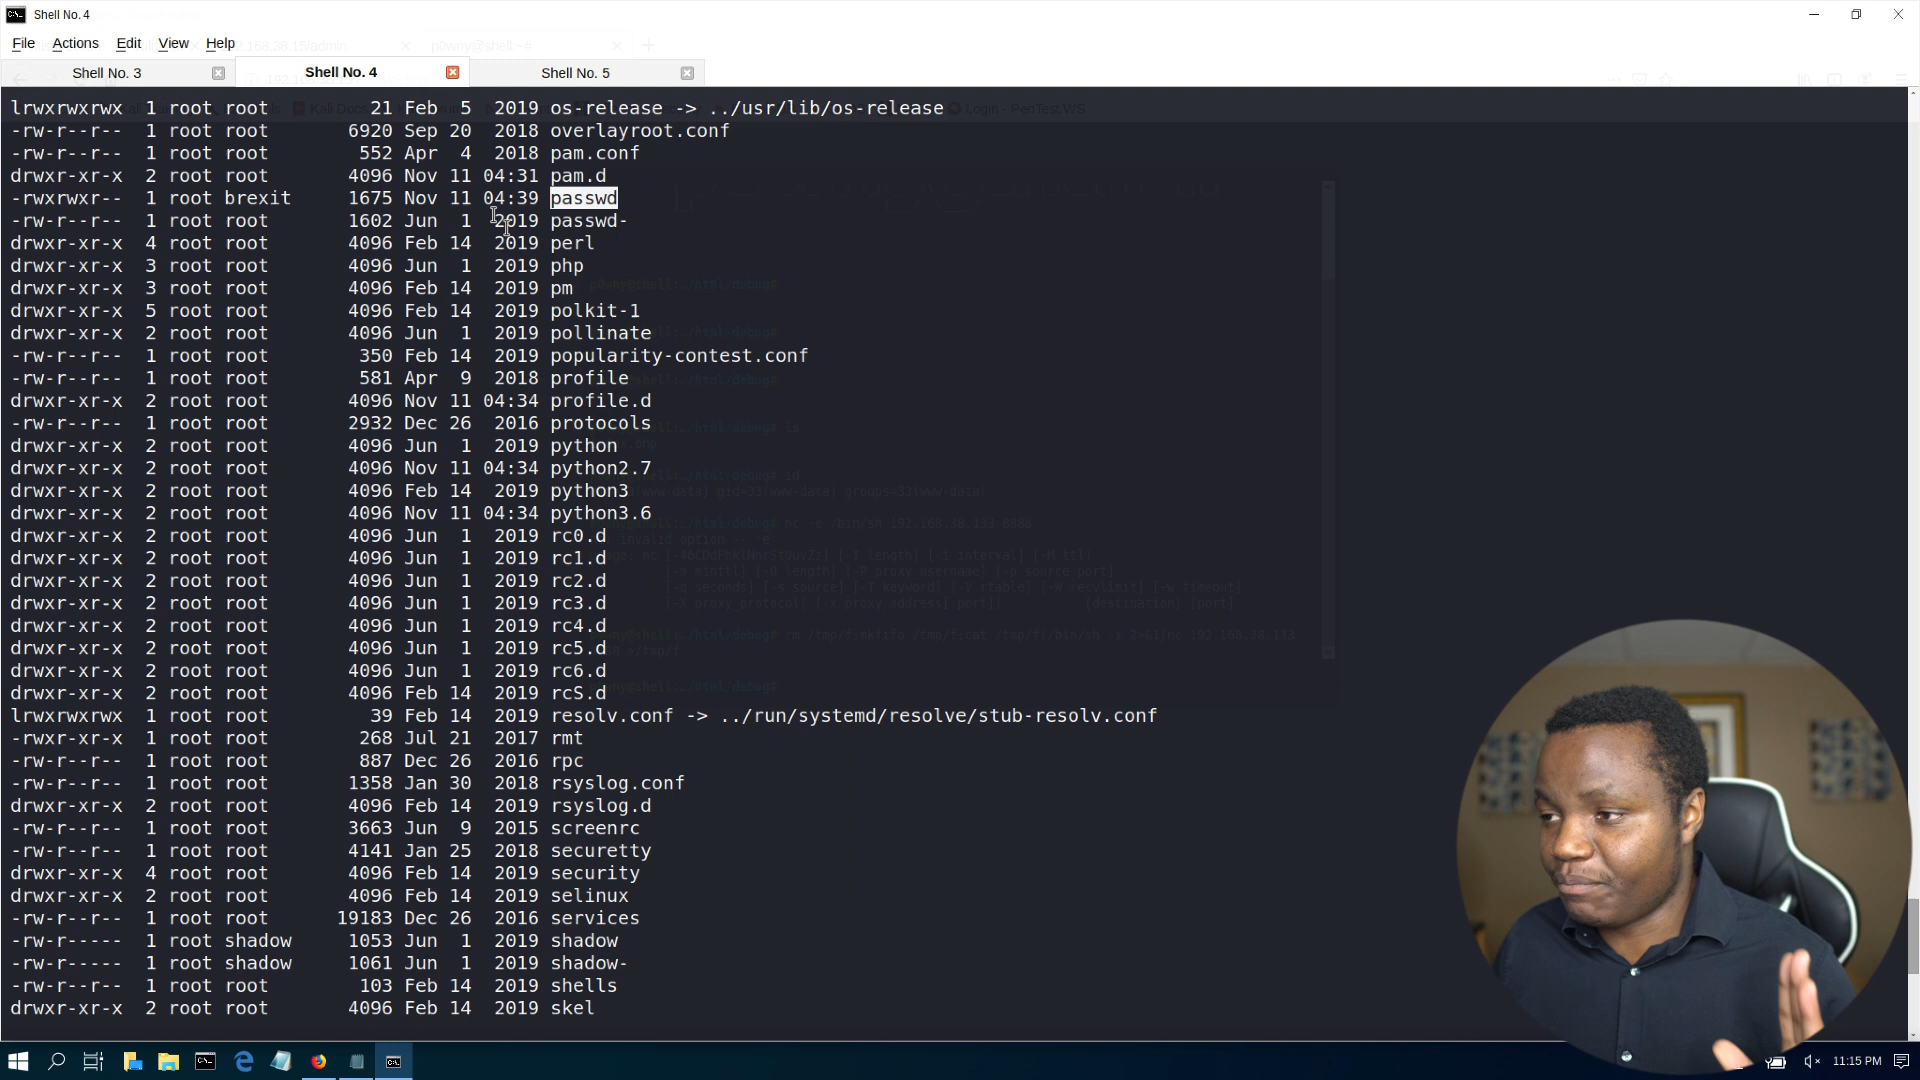 Shell No. 4
File Actions Edit View Help
Shell No. 3
Shell No. 4
Shell No. 5
lrwxrwxrwx 1 root root 21 Feb 5 2019 os-release -> ../usr/lib/os-release
-rw-r--r-- 1 root root 6920 Sep 20 2018 overlayroot.conf
-rw-r--r-- 1 root root 552 Apr 4 2018 pam.conf
drwxr-xr-x 2 root root 4096 Nov 11 04:31 pam.d
-rwxrwxr-- 1 root brexit 1675 Nov 11 04:39 passwd
-rw-r--r-- 1 root root 1602 Jun 1 2019 passwd-
drwxr-xr-x 4 root root 4096 Feb 14 2019 perl
drwxr-xr-x 3 root root 4096 Jun 1 2019 php
drwxr-xr-x 3 root root 4096 Feb 14 2019 pm
drwxr-xr-x 5 root root 4096 Feb 14 2019 polkit-1
drwxr-xr-x 2 root root 4096 Jun 1 2019 pollinate
-rw-r--r-- 1 root root 350 Feb 14 2019 popularity-contest.conf
-rw-r--r-- 1 root root 581 Apr 9 2018 profile
drwxr-xr-x 2 root root 4096 Nov 11 04:34 profile.d
-rw-r--r-- 1 root root 2932 Dec 26 2016 protocols
drwxr-xr-x 2 root root 4096 Jun 1 2019 python
drwxr-xr-x 2 root root 4096 Nov 11 04:34 python2.7
drwxr-xr-x 2 root root 4096 Feb 14 2019 python3
drwxr-xr-x 2 root root 4096 Nov 11 04:34 python3.6
drwxr-xr-x 2 root root 4096 Jun 1 2019 rc0.d
drwxr-xr-x 2 root root 4096 Jun 1 2019 rc1.d
drwxr-xr-x 2 root root 4096 Jun 1 2019 rc2.d
drwxr-xr-x 2 root root 4096 Jun 1 2019 rc3.d
drwxr-xr-x 2 root root 4096 Jun 1 2019 rc4.d
drwxr-xr-x 2 root root 4096 Jun 1 2019 rc5.d
drwxr-xr-x 2 root root 4096 Jun 1 2019 rc6.d
drwxr-xr-x 2 root root 4096 Feb 14 2019 rcS.d
lrwxrwxrwx 1 root root 39 Feb 14 2019 resolv.conf -> ../run/systemd/resolve/stub-resolv.conf
-rwxr-xr-x 1 root root 268 Jul 21 2017 rmt
-rw-r--r-- 1 root root 887 Dec 26 2016 rpc
-rw-r--r-- 1 root root 1358 Jan 30 2018 rsyslog.conf
drwxr-xr-x 2 root root 4096 Feb 14 2019 rsyslog.d
-rw-r--r-- 1 root root 3663 Jun 9 2015 screenrc
-rw-r--r-- 1 root root 4141 Jan 25 2018 securetty
drwxr-xr-x 4 root root 4096 Feb 14 2019 security
drwxr-xr-x 2 root root 4096 Feb 14 2019 selinux
-rw-r--r-- 1 root root 19183 Dec 26 2016 services
-rw-r----- 1 root shadow 1053 Jun 1 2019 shadow
-rw-r----- 1 root shadow 1061 Jun 1 2019 shadow-
-rw-r--r-- 1 root root 103 Feb 14 2019 shells
drwxr-xr-x 2 root root 4096 Feb 14 2019 skel
11:15 PM